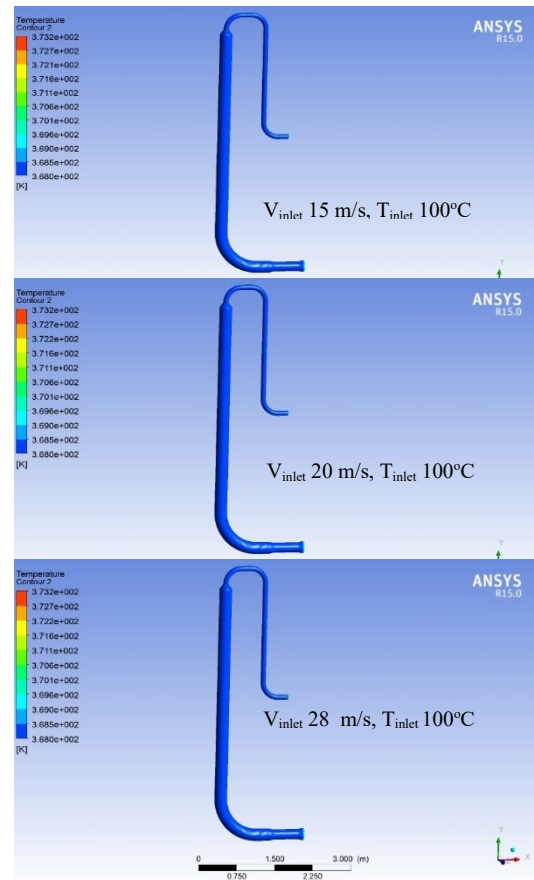 Temperature
Contour 2
3.732e+002
3.727e+002
3.721e+002
3.716e+002
3.711e+002
3.706e+002
3.701e+002
3.696e+002
3.690e+002
3.685e+002
3.680e+002
[K]
ANSYS
R15.0
Vinlet 15 m/s, Tinlet 100°C
Y
Temperature
Contour 2
3.732e+002
3.727e+002
3.722e+002
3.716e+002
3.711e+002
3.706e+002
3.701e+002
3.696e+002
3.690e+002
3.685e+002
3.680e+002
[K]
ANSYS
R15.0
Vinlet 20 m/s, Tinlet 100°C
Y
Temperature
Contour 2
3.732e+002
3.727e+002
3.722e+002
3.716e+002
3.711e+002
3.706e+002
3.701e+002
3.696e+002
3.690e+002
3.685e+002
3.680e+002
[K]
ANSYS
R15.0
Vinlet 28 m/s, Tinlet 100°C
0 1.500 3.000 (m)
0.750 2.250
Y
X